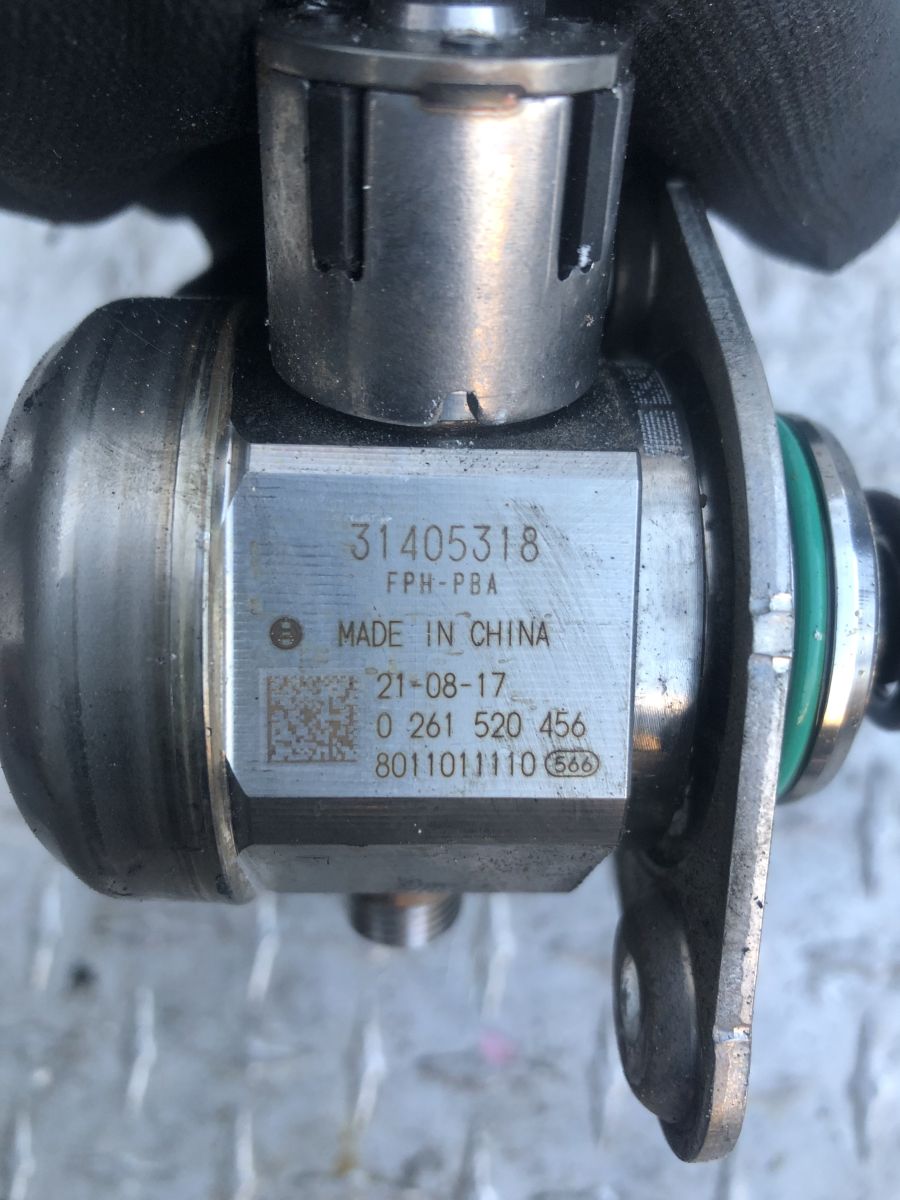 31405318
FPH-PBA
MADE IN CHINA
21-08-17
0 261 520 456
8011011110 566